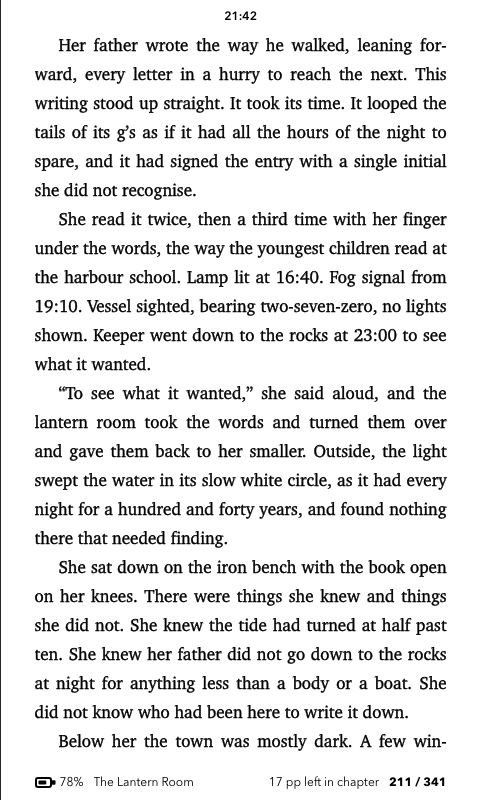 21:42
Her father wrote the way he walked, leaning for-
ward, every letter in a hurry to reach the next. This
writing stood up straight. It took its time. It looped the
tails of its g’s as if it had all the hours of the night to
spare, and it had signed the entry with a single initial
she did not recognise.
She read it twice, then a third time with her finger
under the words, the way the youngest children read at
the harbour school. Lamp lit at 16:40. Fog signal from
19:10. Vessel sighted, bearing two-seven-zero, no lights
shown. Keeper went down to the rocks at 23:00 to see
what it wanted.
“To see what it wanted,” she said aloud, and the
lantern room took the words and turned them over
and gave them back to her smaller. Outside, the light
swept the water in its slow white circle, as it had every
night for a hundred and forty years, and found nothing
there that needed finding.
She sat down on the iron bench with the book open
on her knees. There were things she knew and things
she did not. She knew the tide had turned at half past
ten. She knew her father did not go down to the rocks
at night for anything less than a body or a boat. She
did not know who had been here to write it down.
Below her the town was mostly dark. A few win-
78% The Lantern Room 17 pp left in chapter 211 / 341